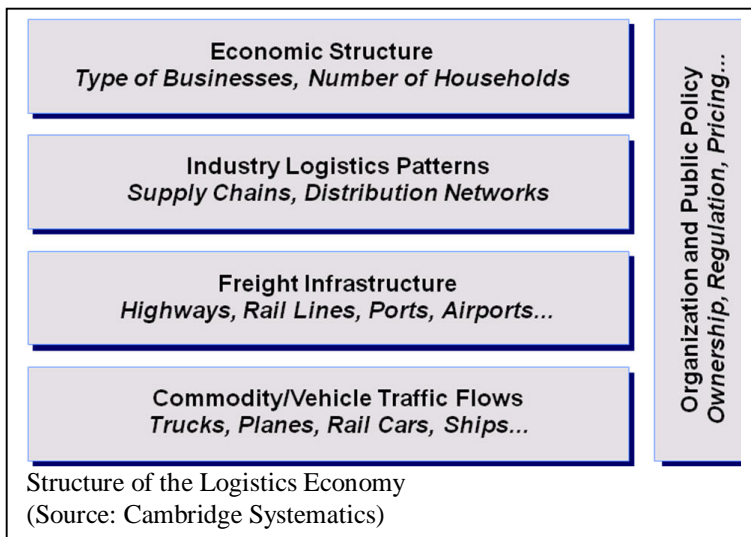 Economic Structure
Type of Businesses, Number of Households
Industry Logistics Patterns
Supply Chains, Distribution Networks
Freight Infrastructure
Highways, Rail Lines, Ports, Airports...
Commodity/Vehicle Traffic Flows
Trucks, Planes, Rail Cars, Ships...
Organization and Public Policy
Ownership, Regulation, Pricing...
Structure of the Logistics Economy
(Source: Cambridge Systematics)